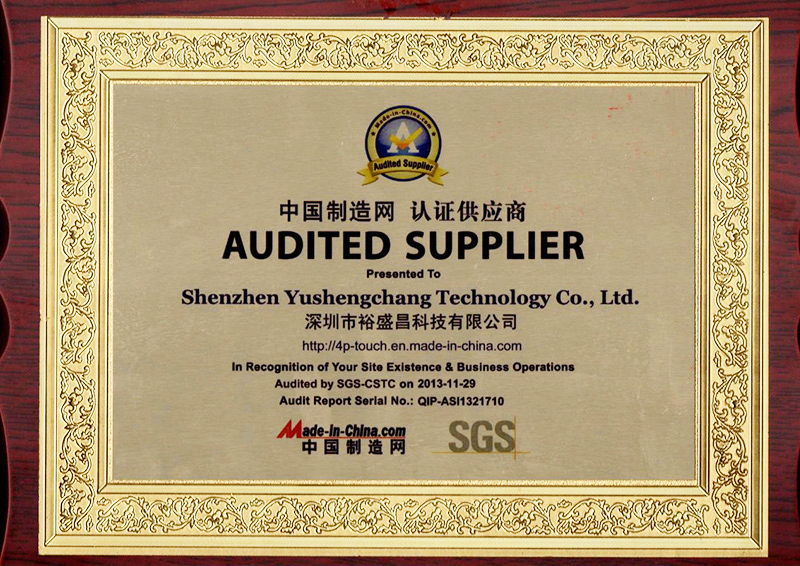 Made-in-China.com
A
Audited Supplier
中国制造网 认证供应商
AUDITED SUPPLIER
Presented To
Shenzhen Yushengchang Technology Co., Ltd.
深圳市裕盛昌科技有限公司
http://4p-touch.en.made-in-china.com
In Recognition of Your Site Existence & Business Operations
Audited by SGS-CSTC on 2013-11-29
Audit Report Serial No.: QIP-ASI1321710
Made-in-China.com
中国制造网
SGS